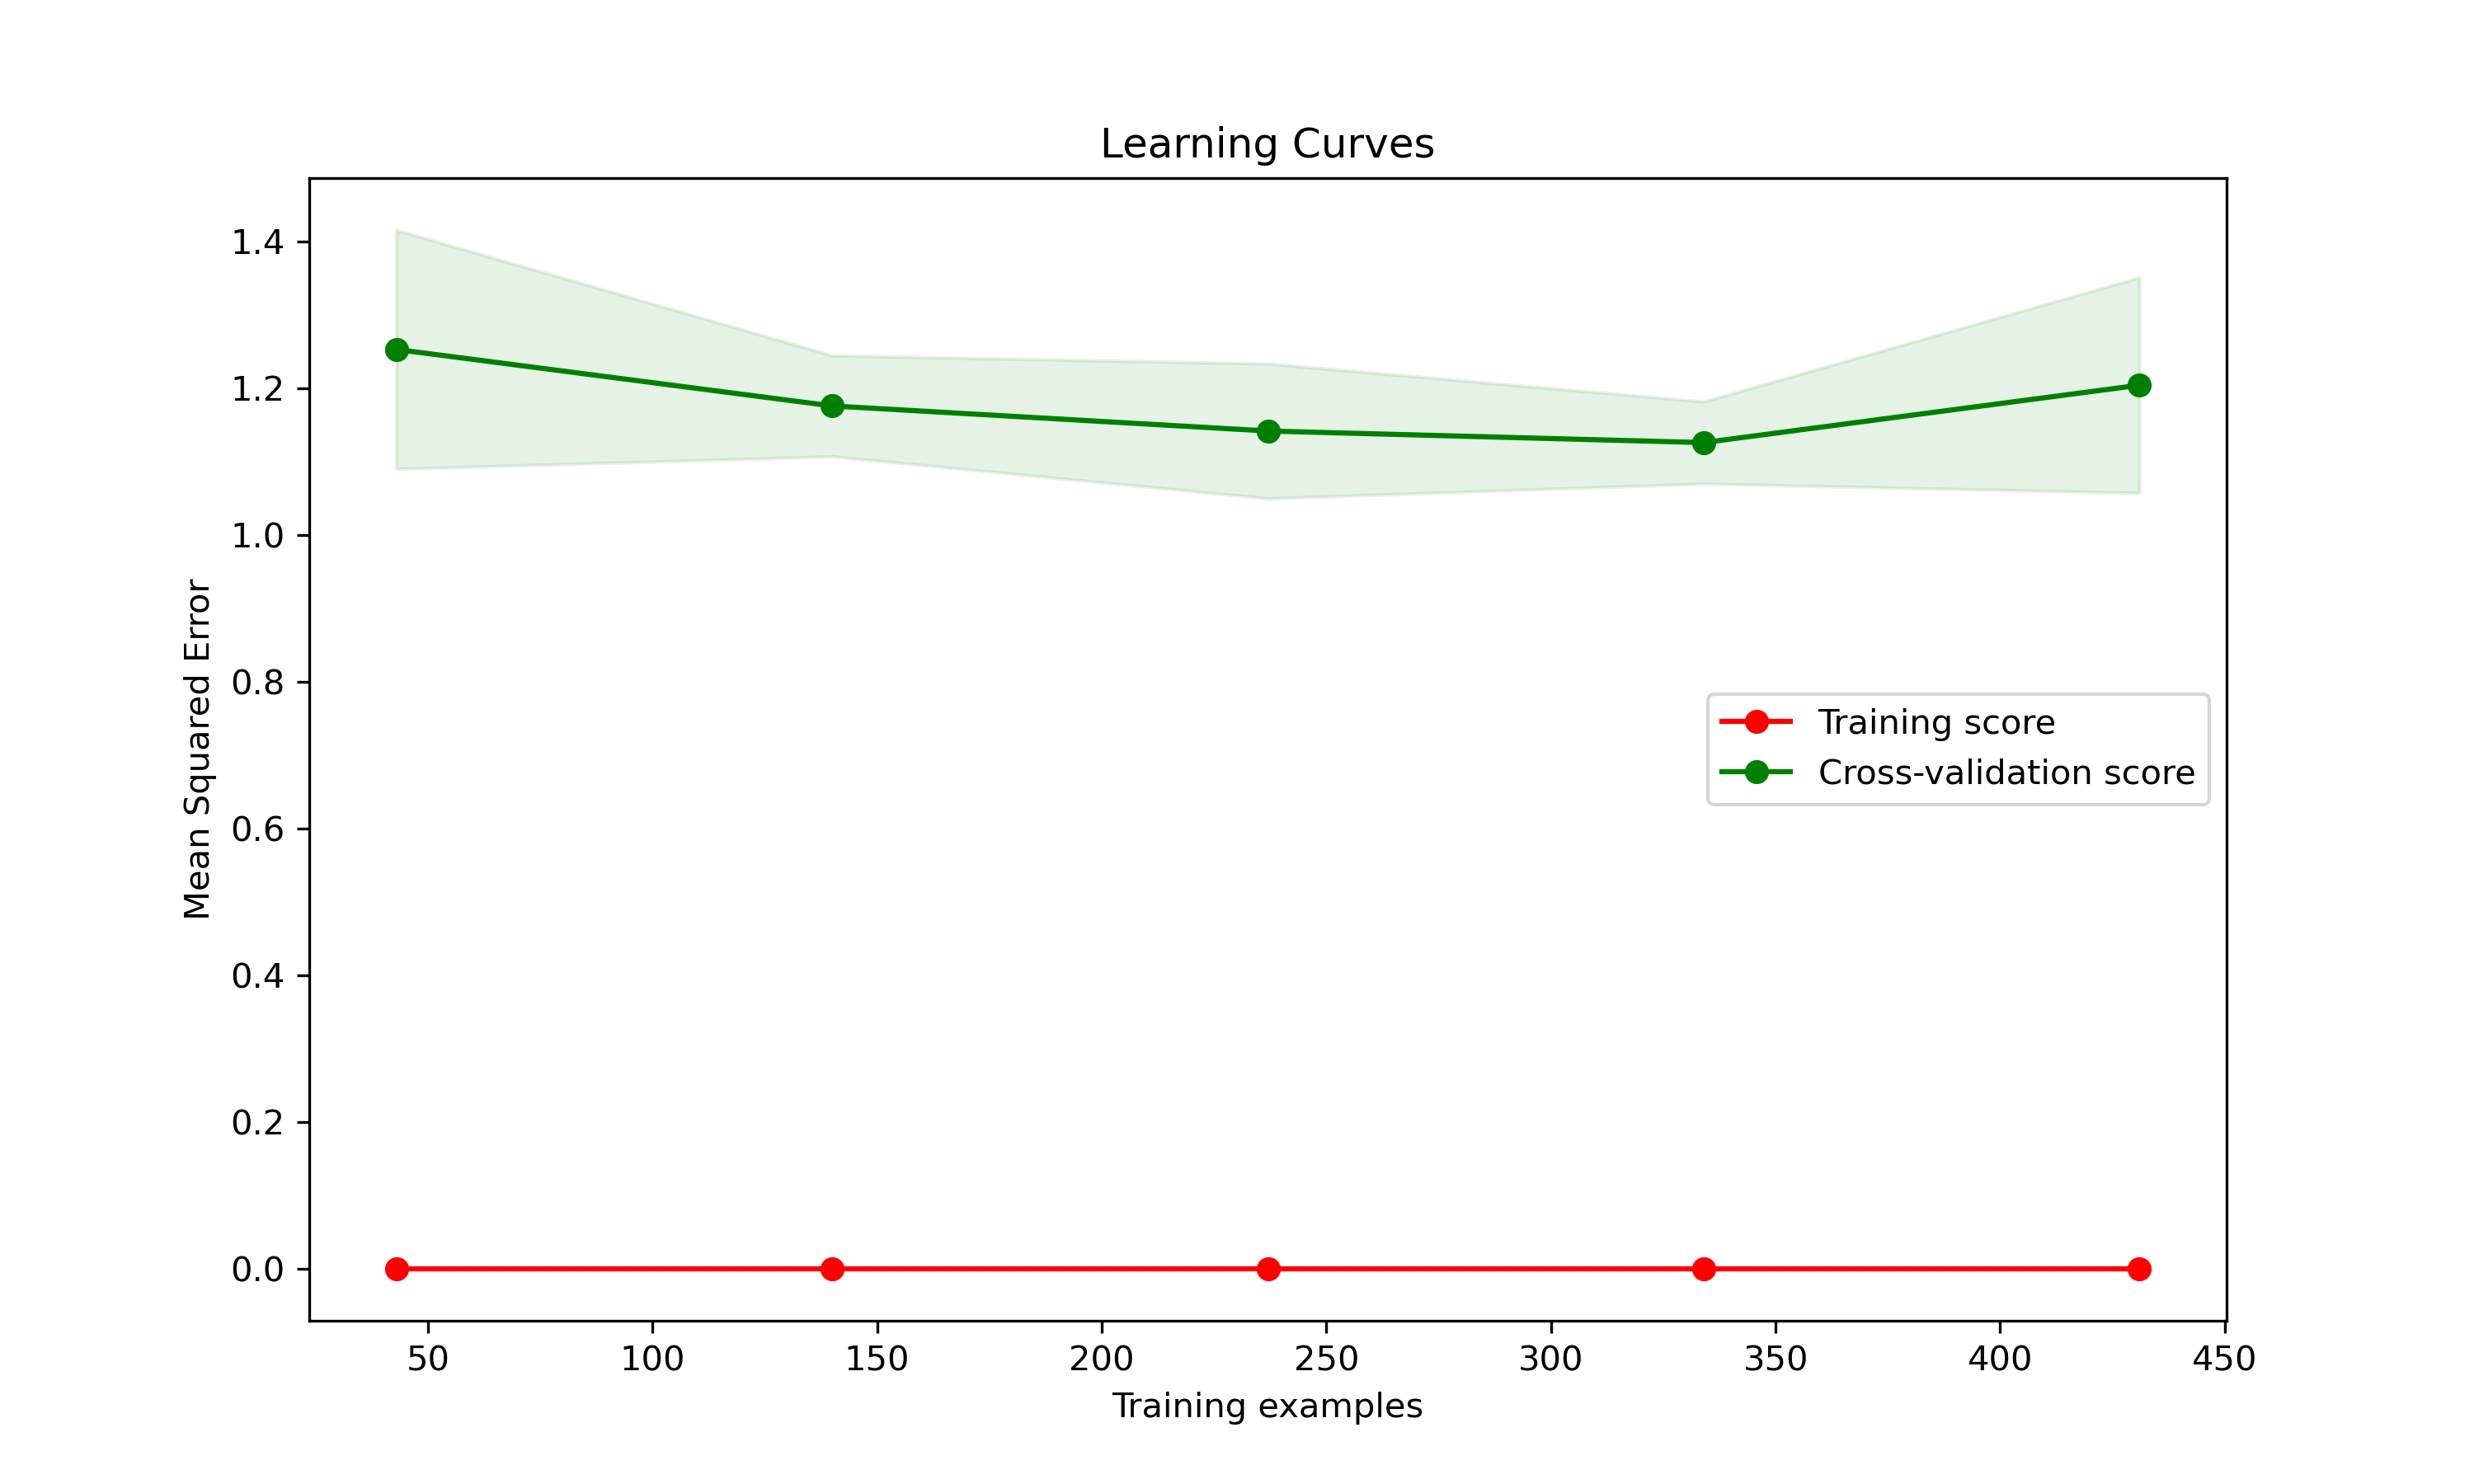 Learning Curves
1.4
1.2
1.0
0.8
0.6
0.4
0.2
0.0
Mean Squared Error
Training score
Cross-validation score
50 100 150 200 250 300 350 400 450
Training examples